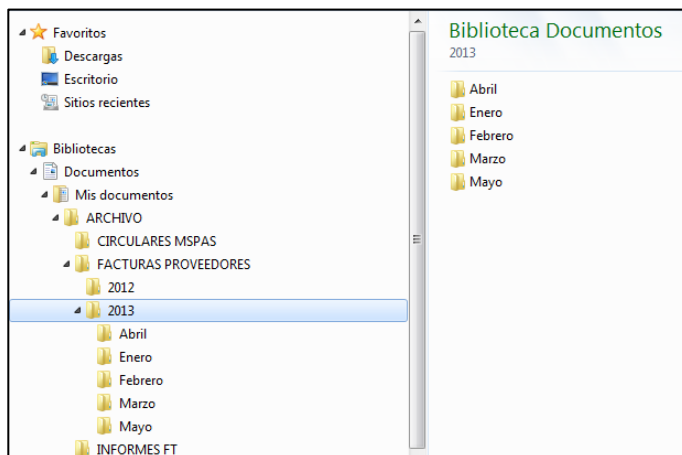 Favoritos
Descargas
Escritorio
Sitios recientes
Bibliotecas
Documentos
Mis documentos
ARCHIVO
CIRCULARES MSPAS
FACTURAS PROVEEDORES
2012
2013
Abril
Enero
Febrero
Marzo
Mayo
INFORMES FT
Biblioteca Documentos
2013
Abril
Enero
Febrero
Marzo
Mayo